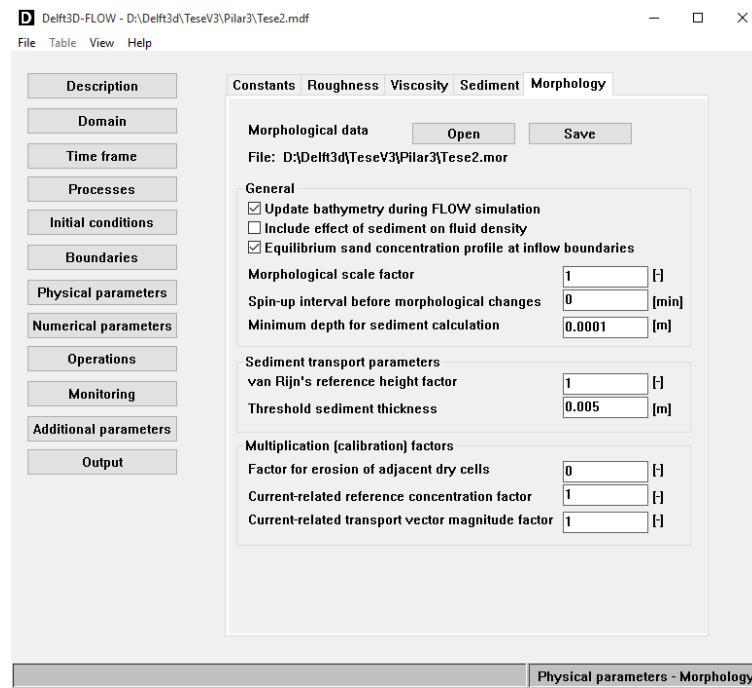 D Delft3D-FLOW - D:\Delft3d\TeseV3\Pilar3\Tese2.mdf
File Table View Help
Description
Domain
Time frame
Processes
Initial conditions
Boundaries
Physical parameters
Numerical parameters
Operations
Monitoring
Additional parameters
Output
Constants Roughness Viscosity Sediment Morphology
Morphological data Open Save
File: D:\Delft3d\TeseV3\Pilar3\Tese2.mor
General
Update bathymetry during FLOW simulation
Include effect of sediment on fluid density
Equilibrium sand concentration profile at inflow boundaries
Morphological scale factor 1 [-]
Spin-up interval before morphological changes 0 [min]
Minimum depth for sediment calculation 0.0001 [m]
Sediment transport parameters
van Rijn's reference height factor 1 [-]
Threshold sediment thickness 0.005 [m]
Multiplication (calibration) factors
Factor for erosion of adjacent dry cells 0 [-]
Current-related reference concentration factor 1 [-]
Current-related transport vector magnitude factor 1 [-]
Physical parameters - Morphology